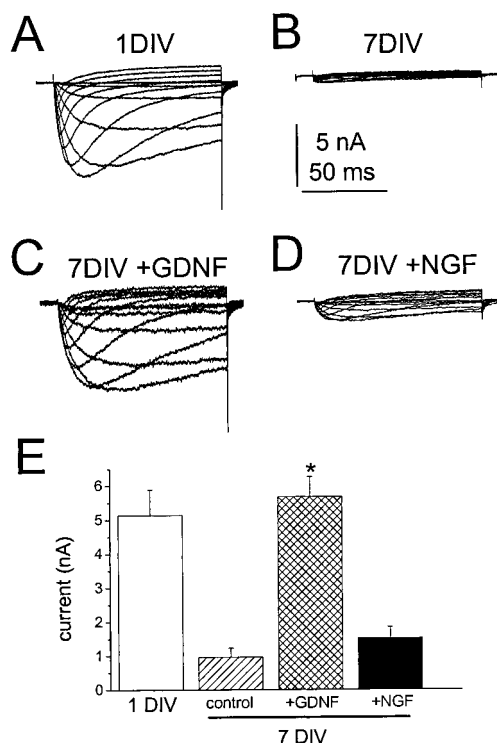 A
1DIV
B
7DIV
5 nA
50 ms
C
7DIV +GDNF
D
7DIV +NGF
E
current (nA)
6
5
4
3
2
1
0
*
1 DIV
control
+GDNF
+NGF
7 DIV